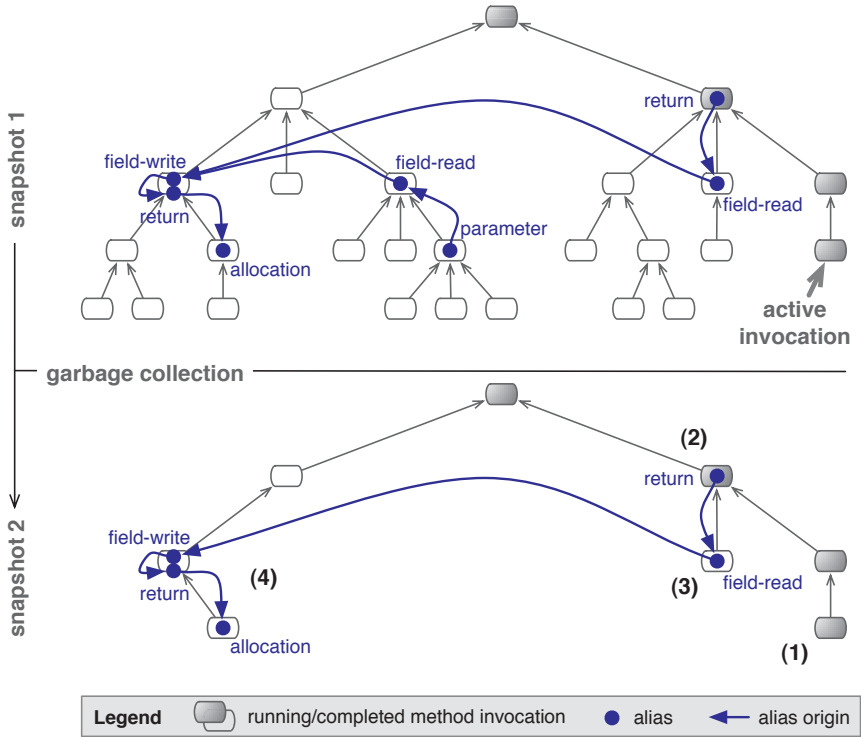 snapshot 1
return
field-write
field-read
return
field-read
parameter
allocation
active
invocation
garbage collection
snapshot 2
(2)
return
field-write
return
(4)
(3)
field-read
allocation
(1)
Legend running/completed method invocation alias alias origin